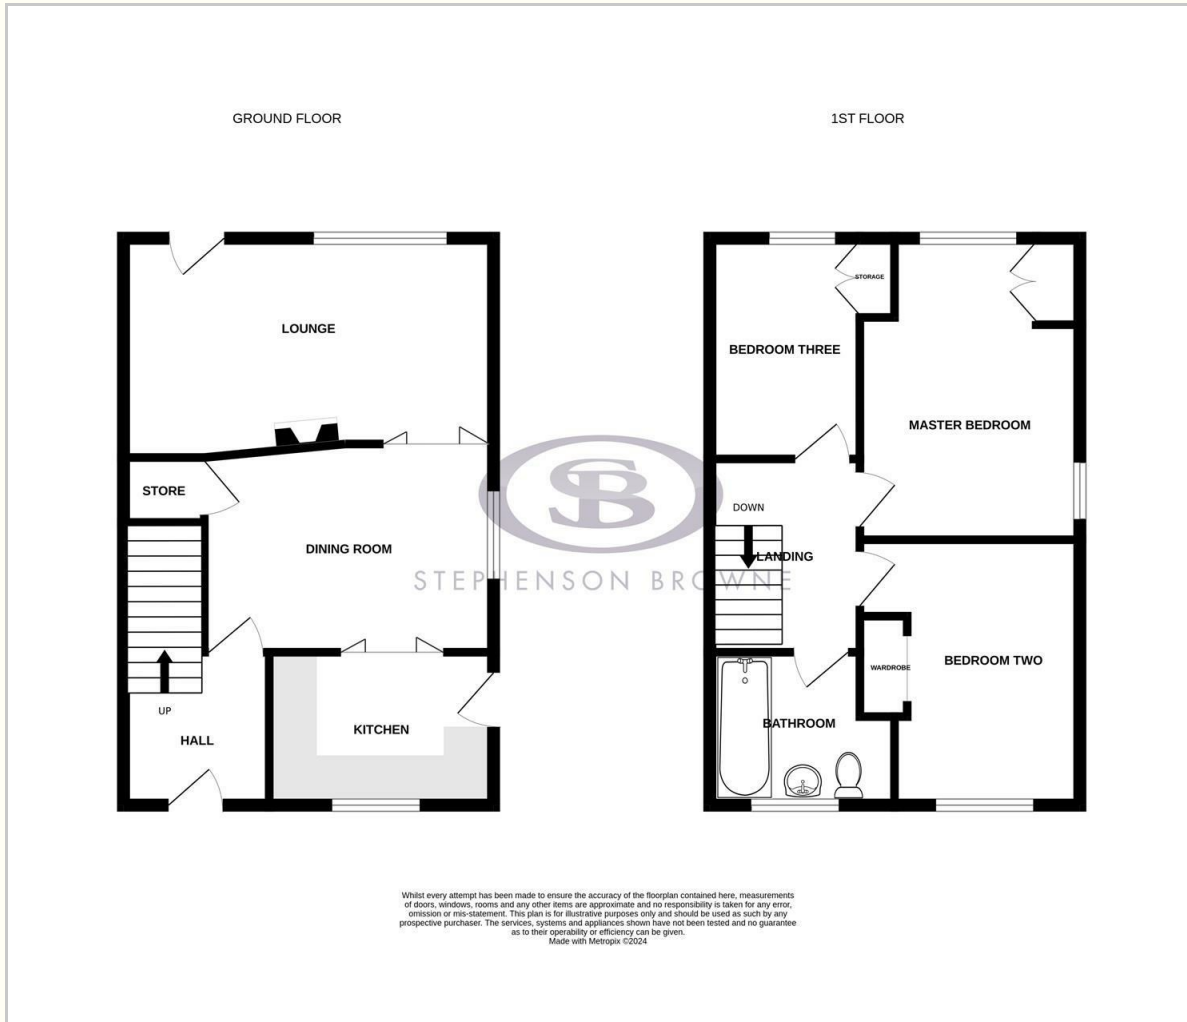 GROUND FLOOR
1ST FLOOR
LOUNGE
STORE
DINING ROOM
UP
HALL
KITCHEN
STORAGE
BEDROOM THREE
MASTER BEDROOM
DOWN
LANDING
WARDROBE
BEDROOM TWO
BATHROOM
SB
STEPHENSON BROWNE
Whilst every attempt has been made to ensure the accuracy of the floorplan contained here, measurements
of doors, windows, rooms and any other items are approximate and no responsibility is taken for any error,
omission or mis-statement. This plan is for illustrative purposes only and should be used as such by any
prospective purchaser. The services, systems and appliances shown have not been tested and no guarantee
as to their operability or efficiency can be given.
Made with Metropix ©2024